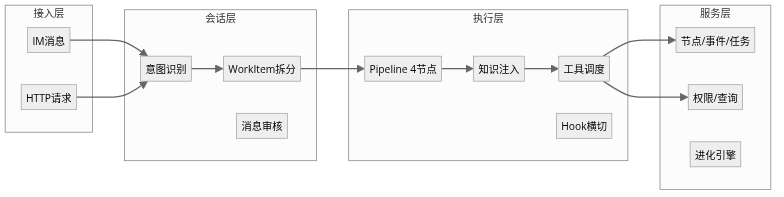 接入层
IM消息
HTTP请求
会话层
意图识别
WorkItem拆分
消息审核
执行层
Pipeline 4节点
知识注入
工具调度
Hook横切
服务层
节点/事件/任务
权限/查询
进化引擎